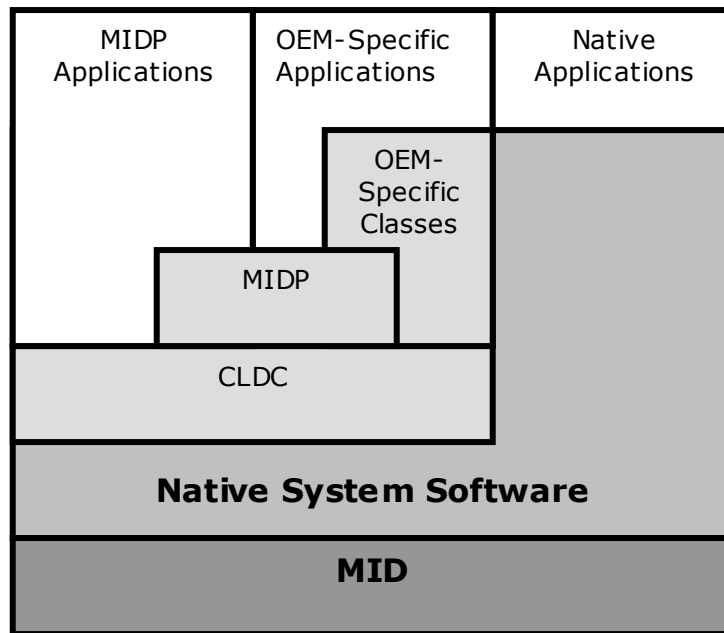 MIDP
Applications
OEM-Specific
Applications
Native
Applications
OEM-
Specific
Classes
MIDP
CLDC
Native System Software
MID